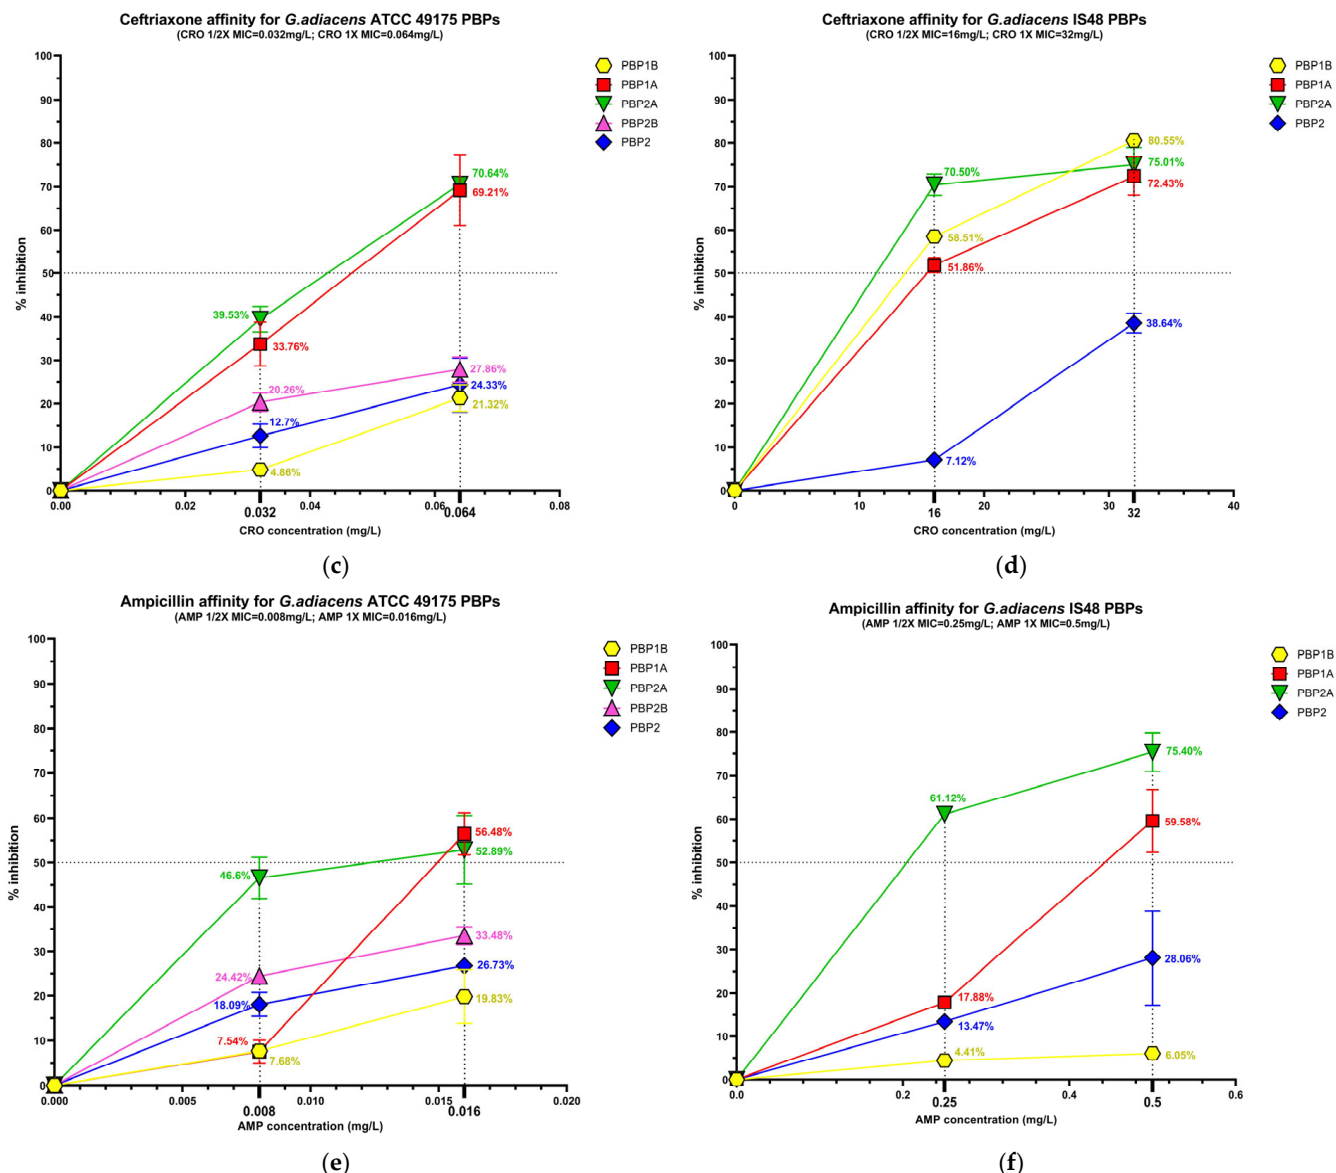 Ceftriaxone affinity for G.adiacens ATCC 49175 PBPs
(CRO 1/2X MIC=0.032mg/L; CRO 1X MIC=0.064mg/L)
PBP1B
PBP1A
PBP2A
PBP2B
PBP2
100
90
80
70
60
50
40
30
20
10
0
% inhibition
70.64%
69.21%
39.53%
33.76%
27.86%
24.33%
21.32%
20.26%
12.7%
4.86%
0.00
0.02
0.032
0.04
0.06
0.064
0.08
CRO concentration (mg/L)
(c)
Ceftriaxone affinity for G.adiacens IS48 PBPs
(CRO 1/2X MIC=16mg/L; CRO 1X MIC=32mg/L)
PBP1B
PBP1A
PBP2A
PBP2
100
90
80
70
60
50
40
30
20
10
0
% inhibition
80.55%
75.01%
72.43%
70.50%
58.51%
51.86%
38.64%
7.12%
0
10
16
20
30
32
40
CRO concentration (mg/L)
(d)
Ampicillin affinity for G.adiacens ATCC 49175 PBPs
(AMP 1/2X MIC=0.008mg/L; AMP 1X MIC=0.016mg/L)
PBP1B
PBP1A
PBP2A
PBP2B
PBP2
100
90
80
70
60
50
40
30
20
10
0
% inhibition
56.48%
52.89%
46.6%
33.48%
26.73%
24.42%
19.83%
18.09%
7.54%
7.68%
0.000
0.005
0.008
0.010
0.015
0.016
0.020
AMP concentration (mg/L)
(e)
Ampicillin affinity for G.adiacens IS48 PBPs
(AMP 1/2X MIC=0.25mg/L; AMP 1X MIC=0.5mg/L)
PBP1B
PBP1A
PBP2A
PBP2
100
90
80
70
60
50
40
30
20
10
0
% inhibition
75.40%
61.12%
59.58%
28.06%
17.88%
13.47%
4.41%
6.05%
0.0
0.2
0.25
0.4
0.5
0.6
AMP concentration (mg/L)
(f)